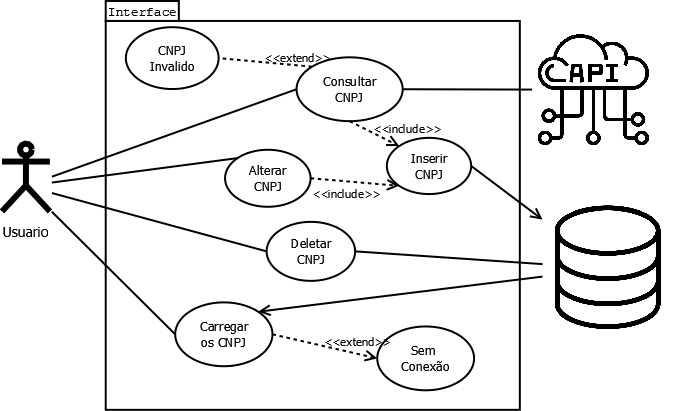 Interface
CNPJ
Invalido
<<extend>>
Consultar
CNPJ
API
<<include>>
Inserir
CNPJ
Alterar
CNPJ
<<include>>
Usuario
Deletar
CNPJ
Carregar
os CNPJ
<<extend>>
Sem
Conexão